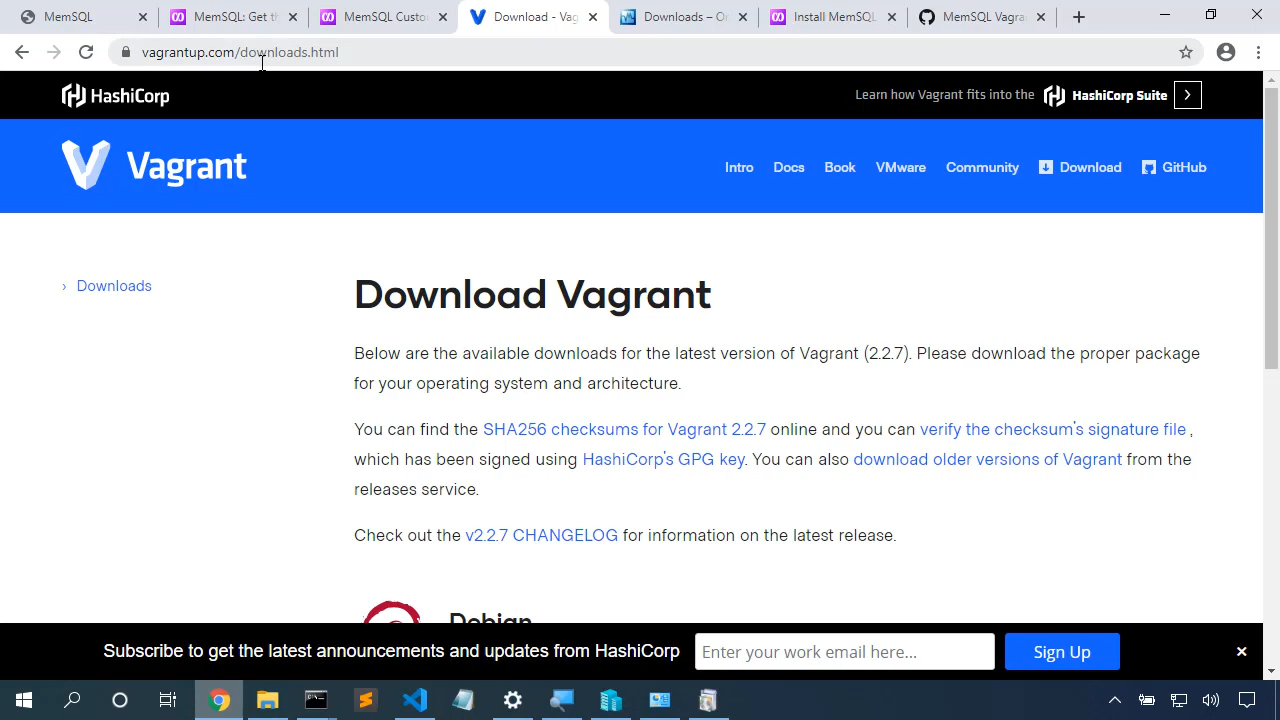 MemSQL
MemSQL: Get th
MemSQL Custo
Download - Vag
Downloads – Or
Install MemSC
MemSQL Vagra
vagrantup.com/downloads.html
HashiCorp
Learn how Vagrant fits into the HashiCorp Suite
Vagrant
Intro
Docs
Book
VMware
Community
Download
GitHub
› Downloads
Download Vagrant
Below are the available downloads for the latest version of Vagrant (2.2.7). Please download the proper package
for your operating system and architecture.
You can find the SHA256 checksums for Vagrant 2.2.7 online and you can verify the checksum's signature file ,
which has been signed using HashiCorp's GPG key. You can also download older versions of Vagrant from the
releases service.
Check out the v2.2.7 CHANGELOG for information on the latest release.
Debian
Subscribe to get the latest announcements and updates from HashiCorp
Enter your work email here...
Sign Up